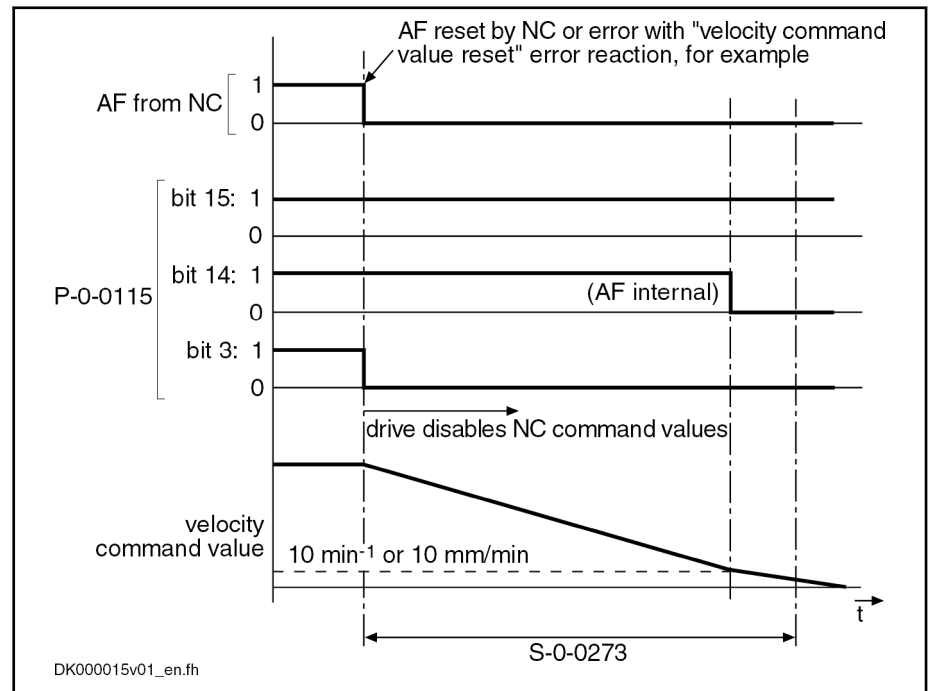 AF reset by NC or error with "velocity command
value reset" error reaction, for example
AF from NC
1
0
P-0-0115
bit 15: 1
0
bit 14: 1
(AF internal)
0
bit 3: 1
0
drive disables NC command values
velocity
command value
10 min-1 or 10 mm/min
t
S-0-0273
DK000015v01_en.fh